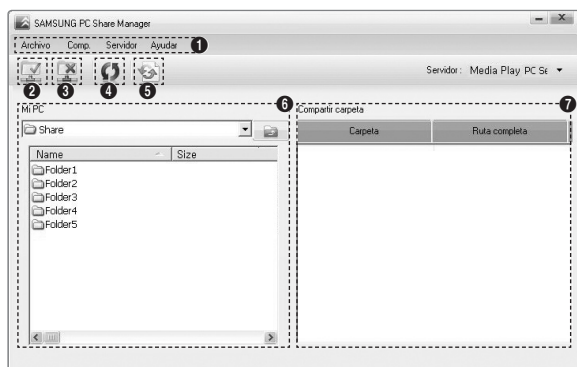 SAMSUNG PC Share Manager
Archivo Comp. Servidor Ayudar 1
Servidor : Media Play PC Se
2 3 4 5
Mi PC 6 Compartir carpeta 7
Share Carpeta Ruta completa
Name Size
Folder1
Folder2
Folder3
Folder4
Folder5